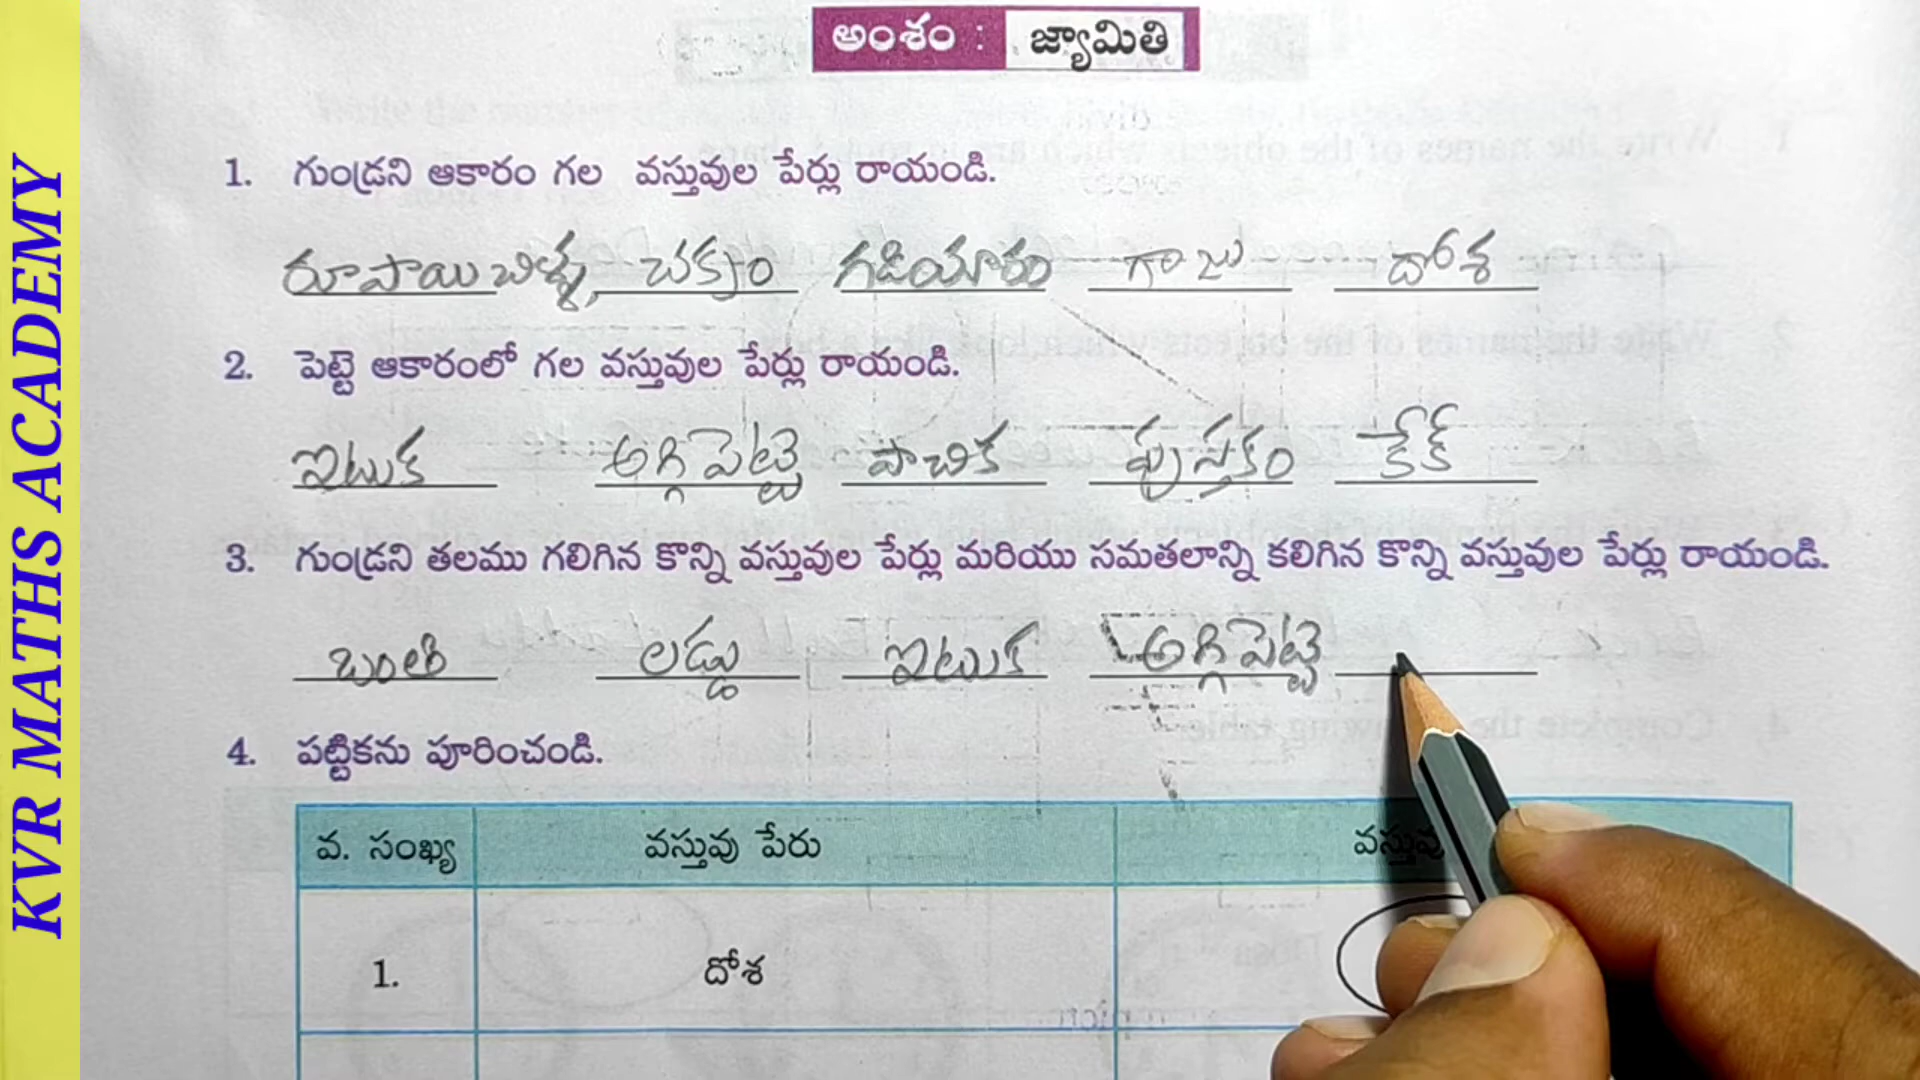 KVR MATHS ACADEMY
అంశం : జ్యామితి
1. గుండ్రని ఆకారం గల వస్తువుల పేర్లు రాయండి.
రూపాయి బిళ్ళ, చక్రం గడియారం గాజు దోశ
2. పెట్టె ఆకారంలో గల వస్తువుల పేర్లు రాయండి.
ఇటుక అగ్గిపెట్టె పాచిక పుస్తకం కేక్
3. గుండ్రని తలము గలిగిన కొన్ని వస్తువుల పేర్లు మరియు సమతలాన్ని కలిగిన కొన్ని వస్తువుల పేర్లు రాయండి.
బంతి లడ్డు ఇటుక అగ్గిపెట్టె
4. పట్టికను పూరించండి.
వ. సంఖ్య వస్తువు పేరు వస్తువు
1. దోశ